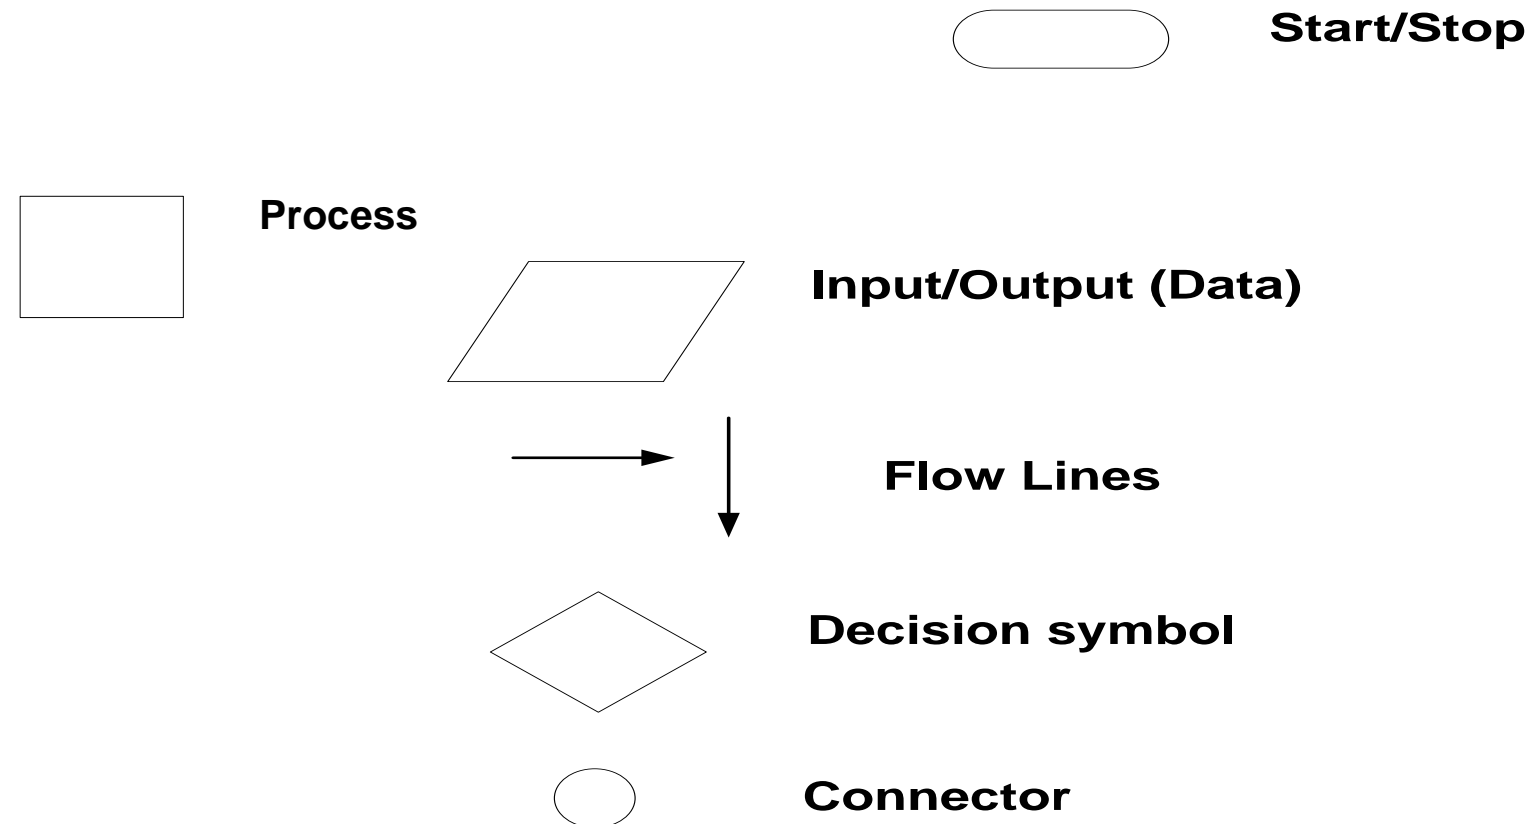 Start/Stop
Process
Input/Output (Data)
Flow Lines
Decision symbol
Connector